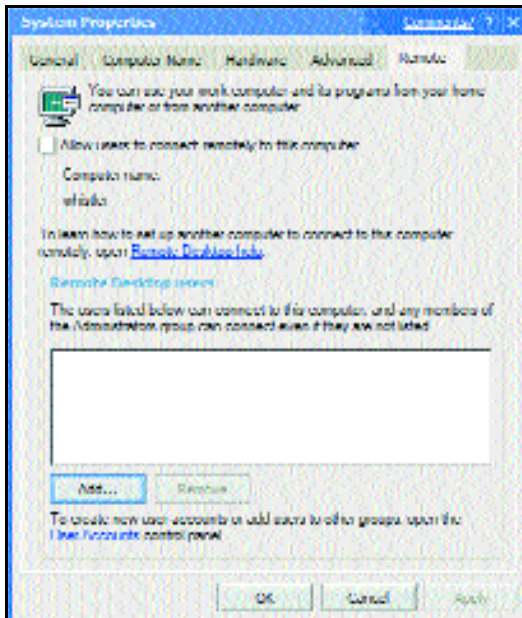 System Properties Comments? ? X
General Computer Name Hardware Advanced Remote
You can use your work computer and its programs from your home
computer or from another computer.
Allow users to connect remotely to this computer
Computer name:
whistler
To learn how to set up another computer to connect to this computer
remotely, open Remote Desktop help.
Remote Desktop users
The users listed below can connect to this computer, and any members of
the Administrators group can connect even if they are not listed
Add... Remove
To create new user accounts or add users to other groups, open the
User Accounts control panel
OK Cancel Apply